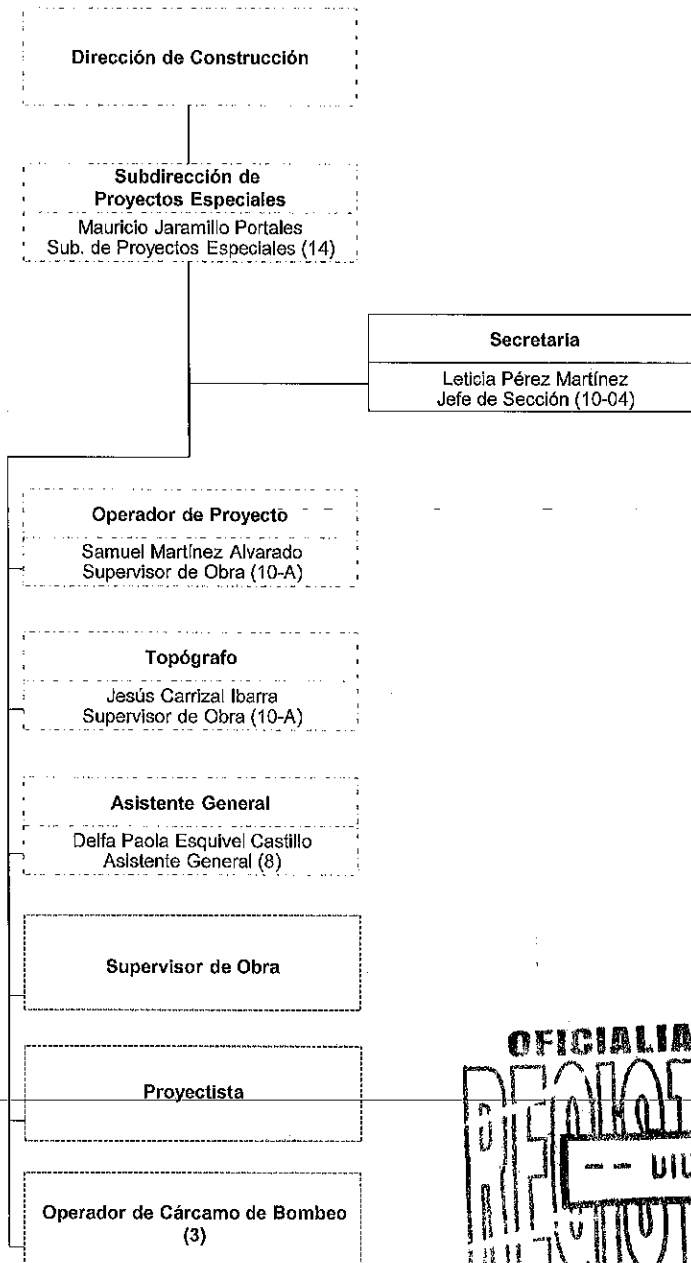 Dirección de Construcción
Subdirección de
Proyectos Especiales
Mauricio Jaramillo Portales
Sub. de Proyectos Especiales (14)
Secretaria
Leticia Pérez Martínez
Jefe de Sección (10-04)
Operador de Proyecto
Samuel Martínez Alvarado
Supervisor de Obra (10-A)
Topógrafo
Jesús Carrizal Ibarra
Supervisor de Obra (10-A)
Asistente General
Delfa Paola Esquivel Castillo
Asistente General (8)
Supervisor de Obra
Proyectista
Operador de Cárcamo de Bombeo
(3)
OFICIALIA